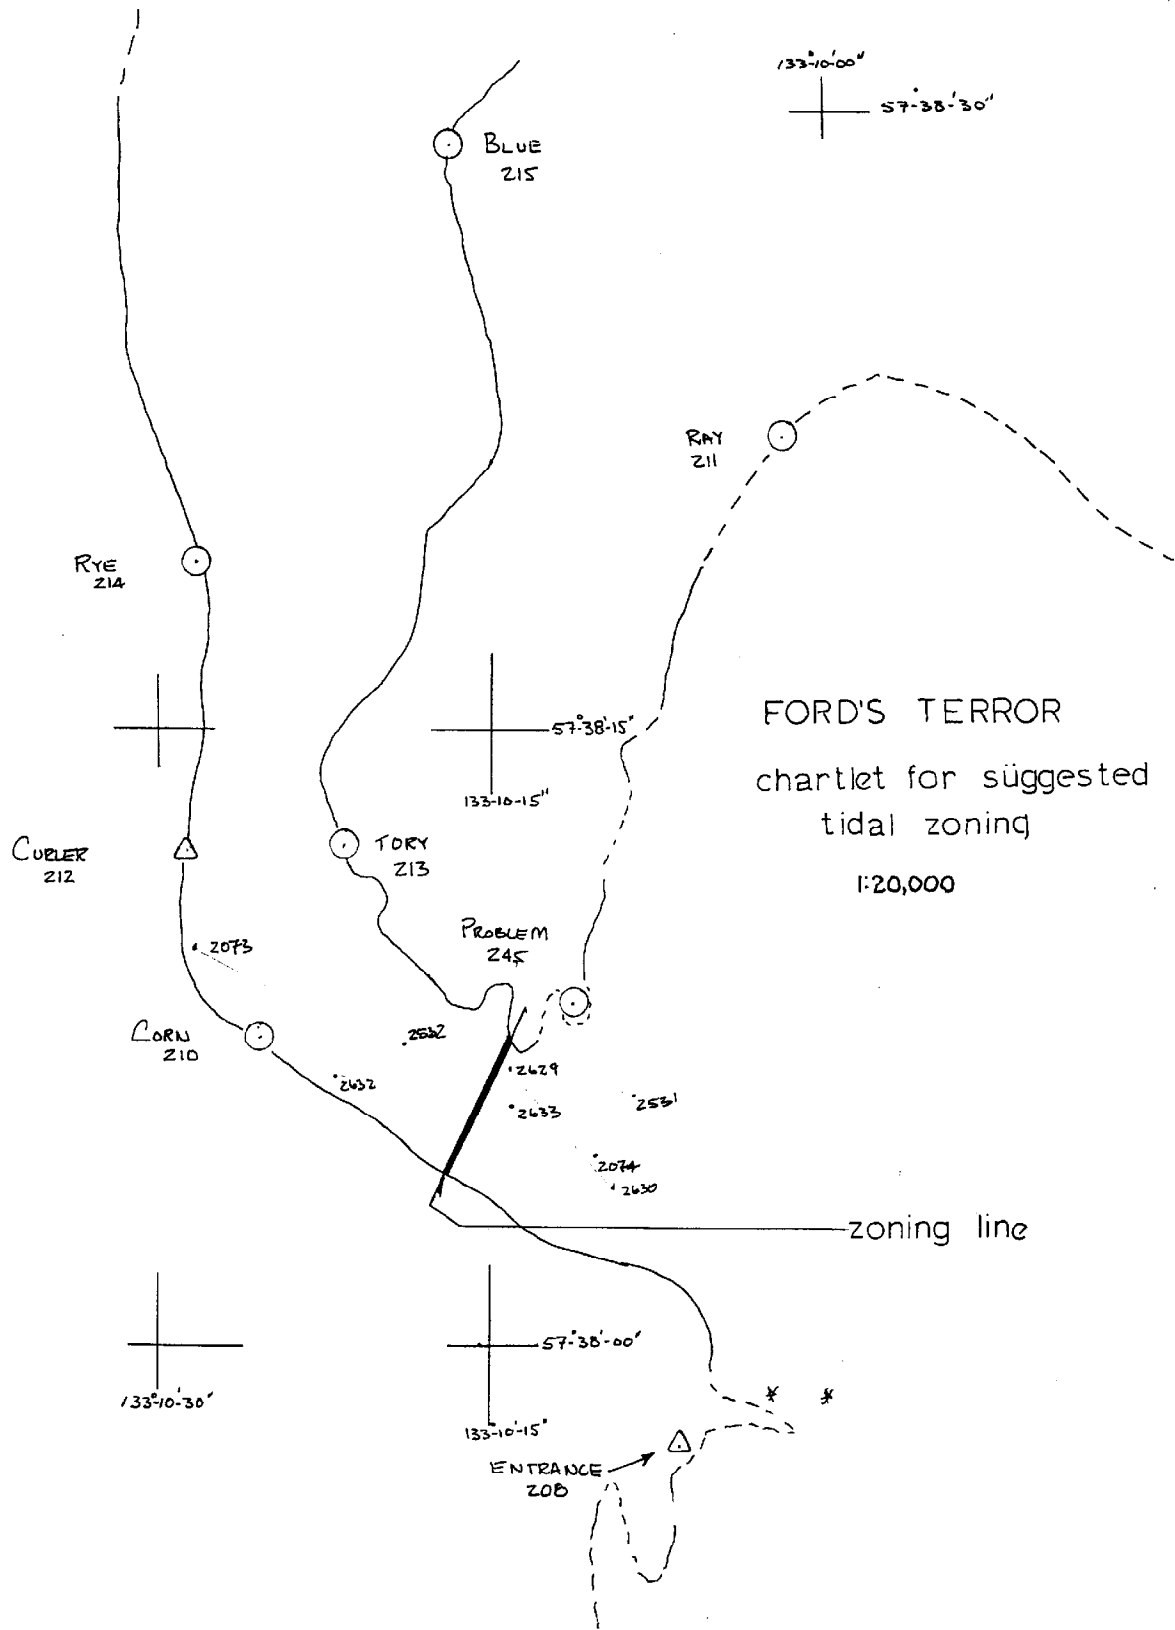 133°10'00"
57°-38'-30"
BLUE
215
RAY
211
RYE
214
57°-38'-15"
133-10-15"
FORD'S TERROR
chartlet for suggested
tidal zoning
1:20,000
CURLER
212
TORY
213
PROBLEM
245
2073
CORN
210
2532
2632
2629
2633
2531
2074
2630
zoning line
57°-38'-00"
133°10'-30"
133°-10'-15"
ENTRANCE
208